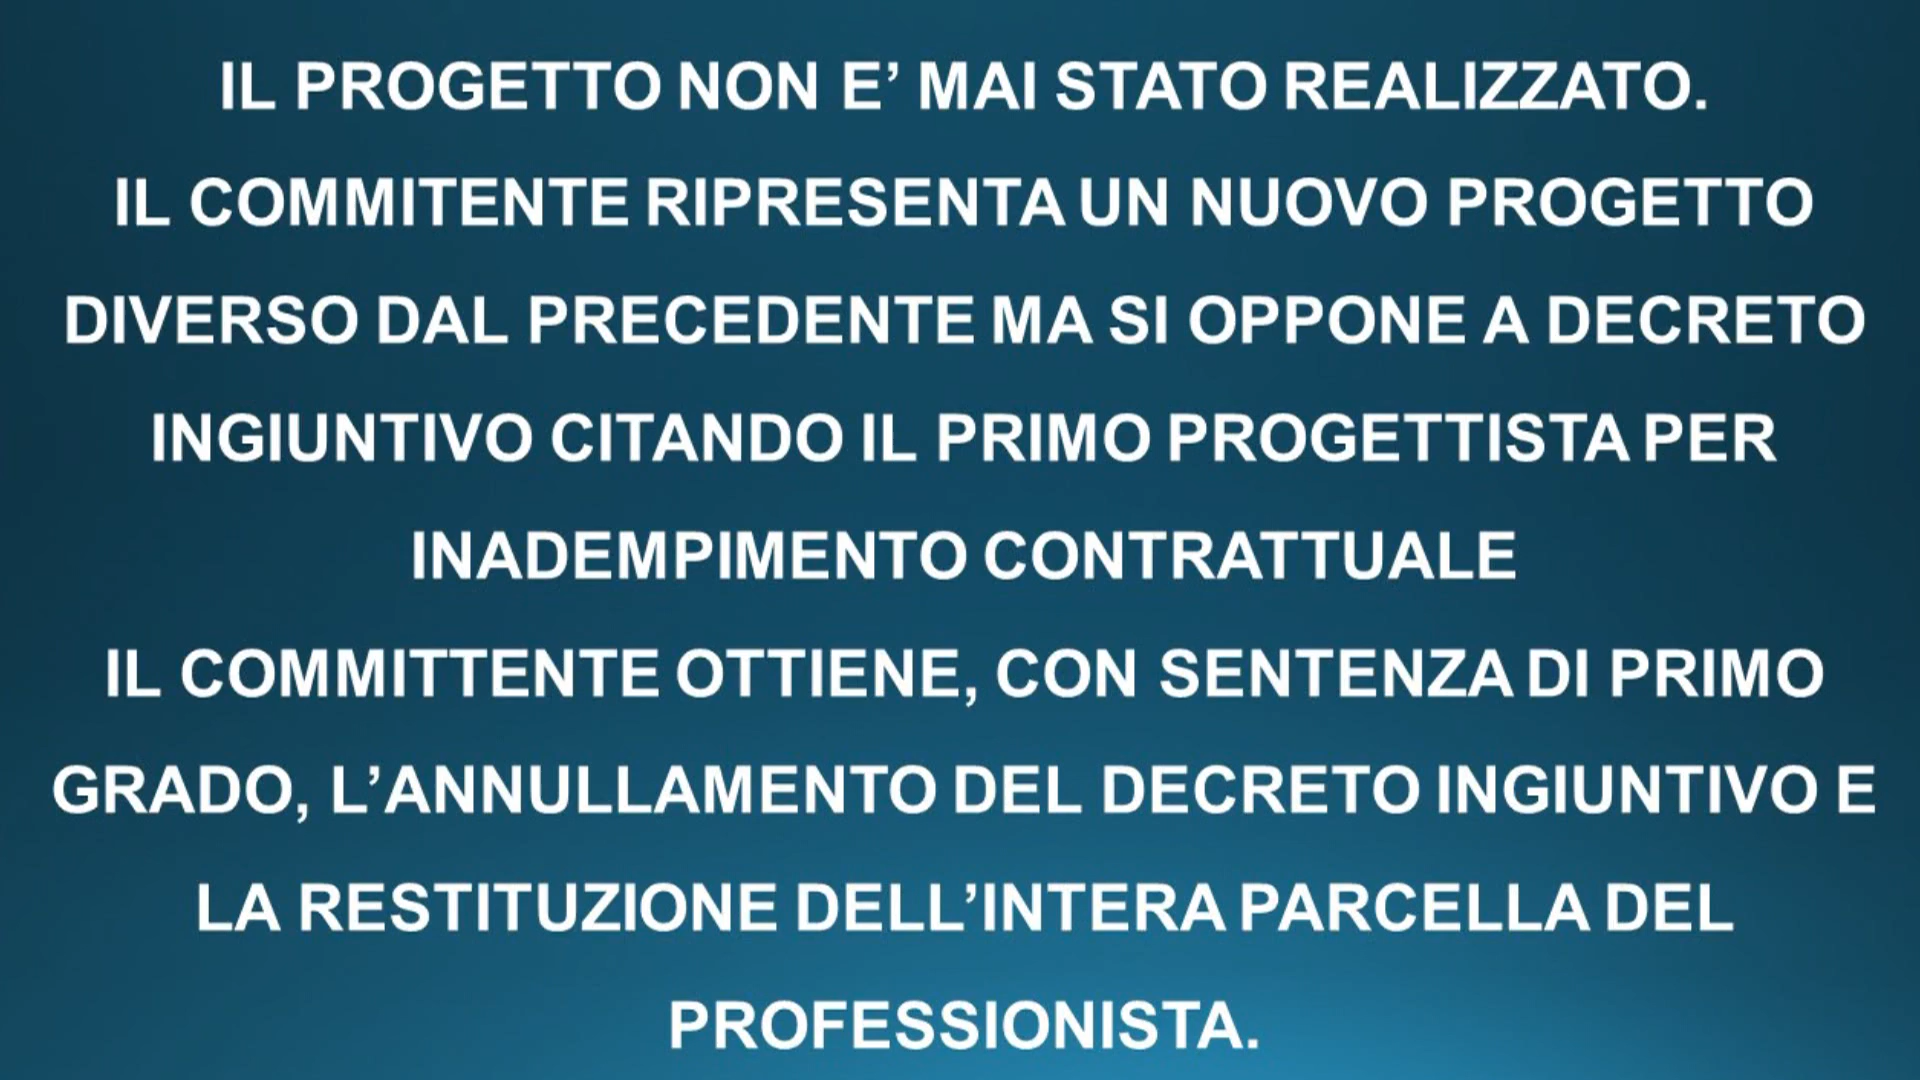 IL PROGETTO NON E’ MAI STATO REALIZZATO.
IL COMMITENTE RIPRESENTA UN NUOVO PROGETTO
DIVERSO DAL PRECEDENTE MA SI OPPONE A DECRETO
INGIUNTIVO CITANDO IL PRIMO PROGETTISTA PER
INADEMPIMENTO CONTRATTUALE
IL COMMITTENTE OTTIENE, CON SENTENZA DI PRIMO
GRADO, L’ANNULLAMENTO DEL DECRETO INGIUNTIVO E
LA RESTITUZIONE DELL’INTERA PARCELLA DEL
PROFESSIONISTA.